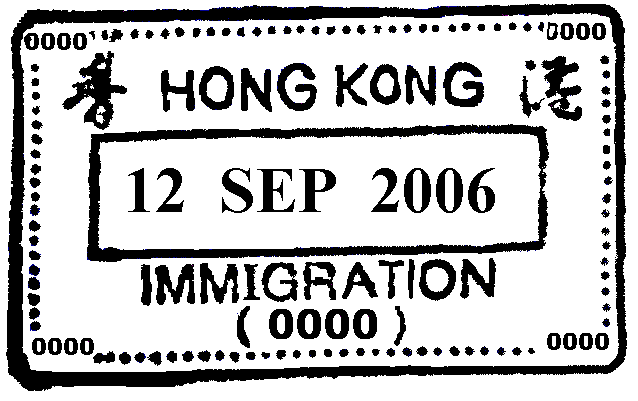 0000 0000
香 HONG KONG 港
12 SEP 2006
IMMIGRATION
( 0000 )
0000 0000